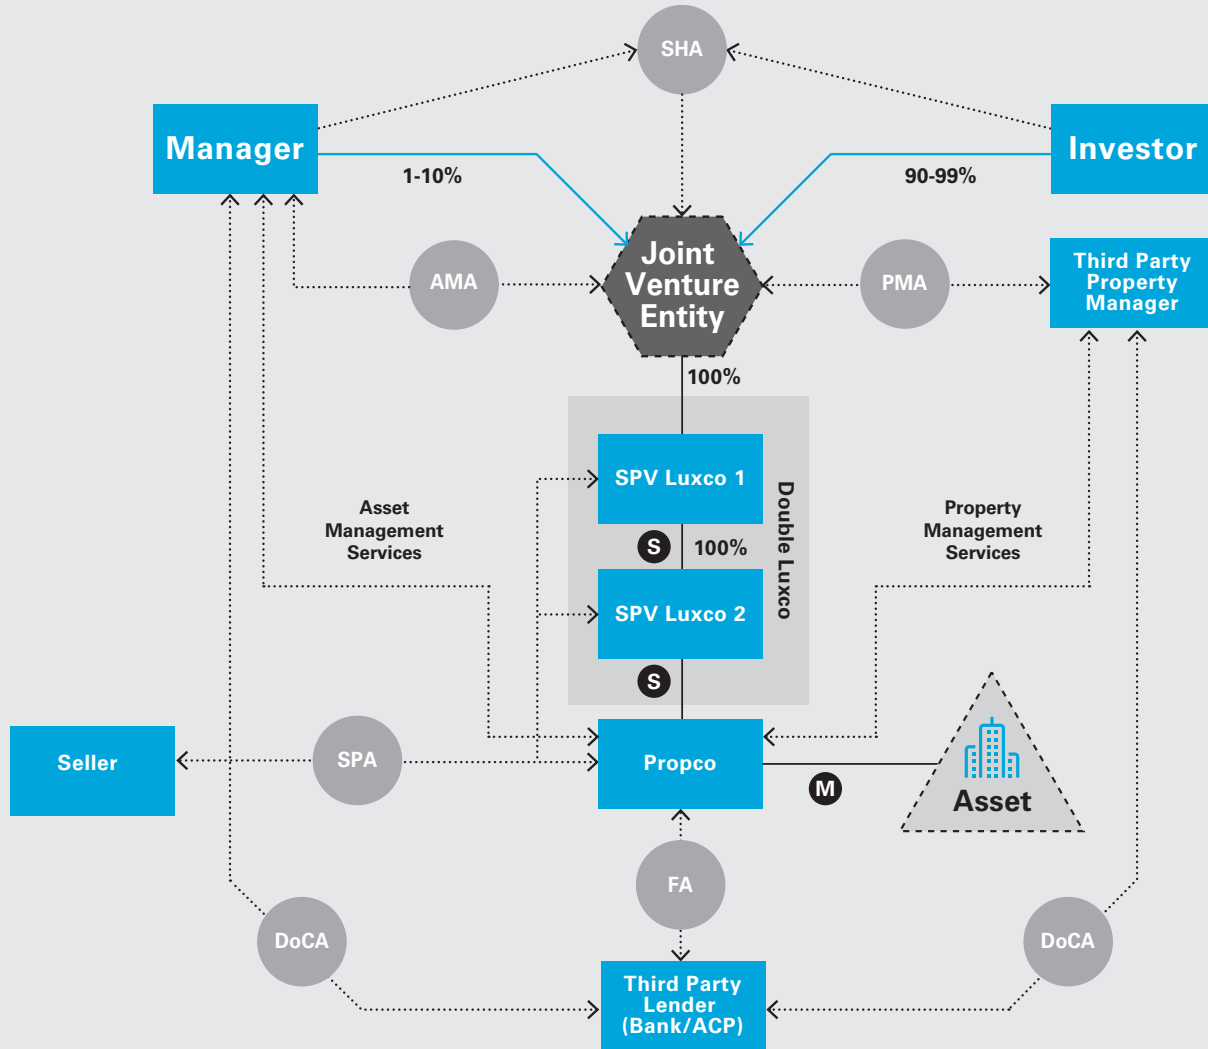 SHA
Manager
Investor
1-10%
90-99%
Joint
Venture
Entity
AMA
PMA
Third Party
Property
Manager
100%
SPV Luxco 1
Double Luxco
Asset
Management
Services
Property
Management
Services
S
100%
SPV Luxco 2
S
Seller
SPA
Propco
M
Asset
FA
DoCA
DoCA
Third Party
Lender
(Bank/ACP)